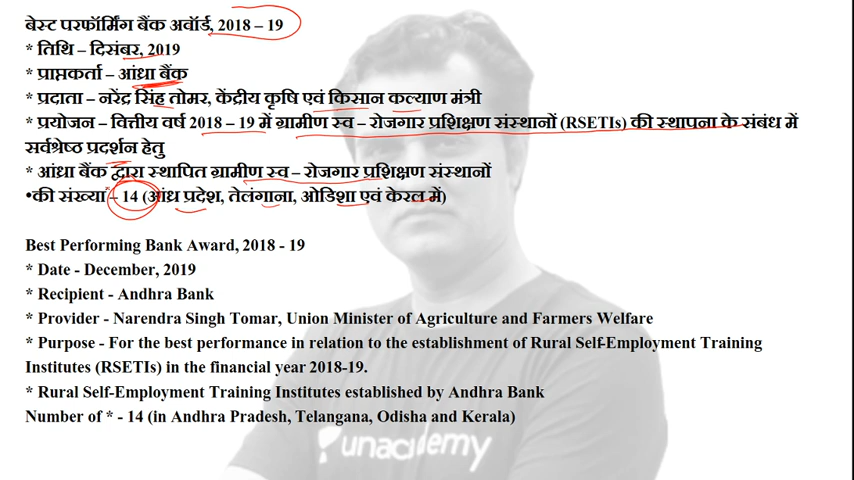 बेस्ट परफॉर्मिंग बैंक अवॉर्ड, 2018 – 19
* तिथि – दिसंबर, 2019
* प्राप्तकर्ता – आंध्रा बैंक
* प्रदाता – नरेंद्र सिंह तोमर, केंद्रीय कृषि एवं किसान कल्याण मंत्री
* प्रयोजन – वित्तीय वर्ष 2018 – 19 में ग्रामीण स्व – रोजगार प्रशिक्षण संस्थानों (RSETIs) की स्थापना के संबंध में
सर्वश्रेष्ठ प्रदर्शन हेतु
* आंध्रा बैंक द्वारा स्थापित ग्रामीण स्व – रोजगार प्रशिक्षण संस्थानों
•की संख्या* – 14 (आंध्र प्रदेश, तेलंगाना, ओडिशा एवं केरल में)
Best Performing Bank Award, 2018 - 19
* Date - December, 2019
* Recipient - Andhra Bank
* Provider - Narendra Singh Tomar, Union Minister of Agriculture and Farmers Welfare
* Purpose - For the best performance in relation to the establishment of Rural Self-Employment Training
Institutes (RSETIs) in the financial year 2018-19.
* Rural Self-Employment Training Institutes established by Andhra Bank
Number of * - 14 (in Andhra Pradesh, Telangana, Odisha and Kerala)
unacademy